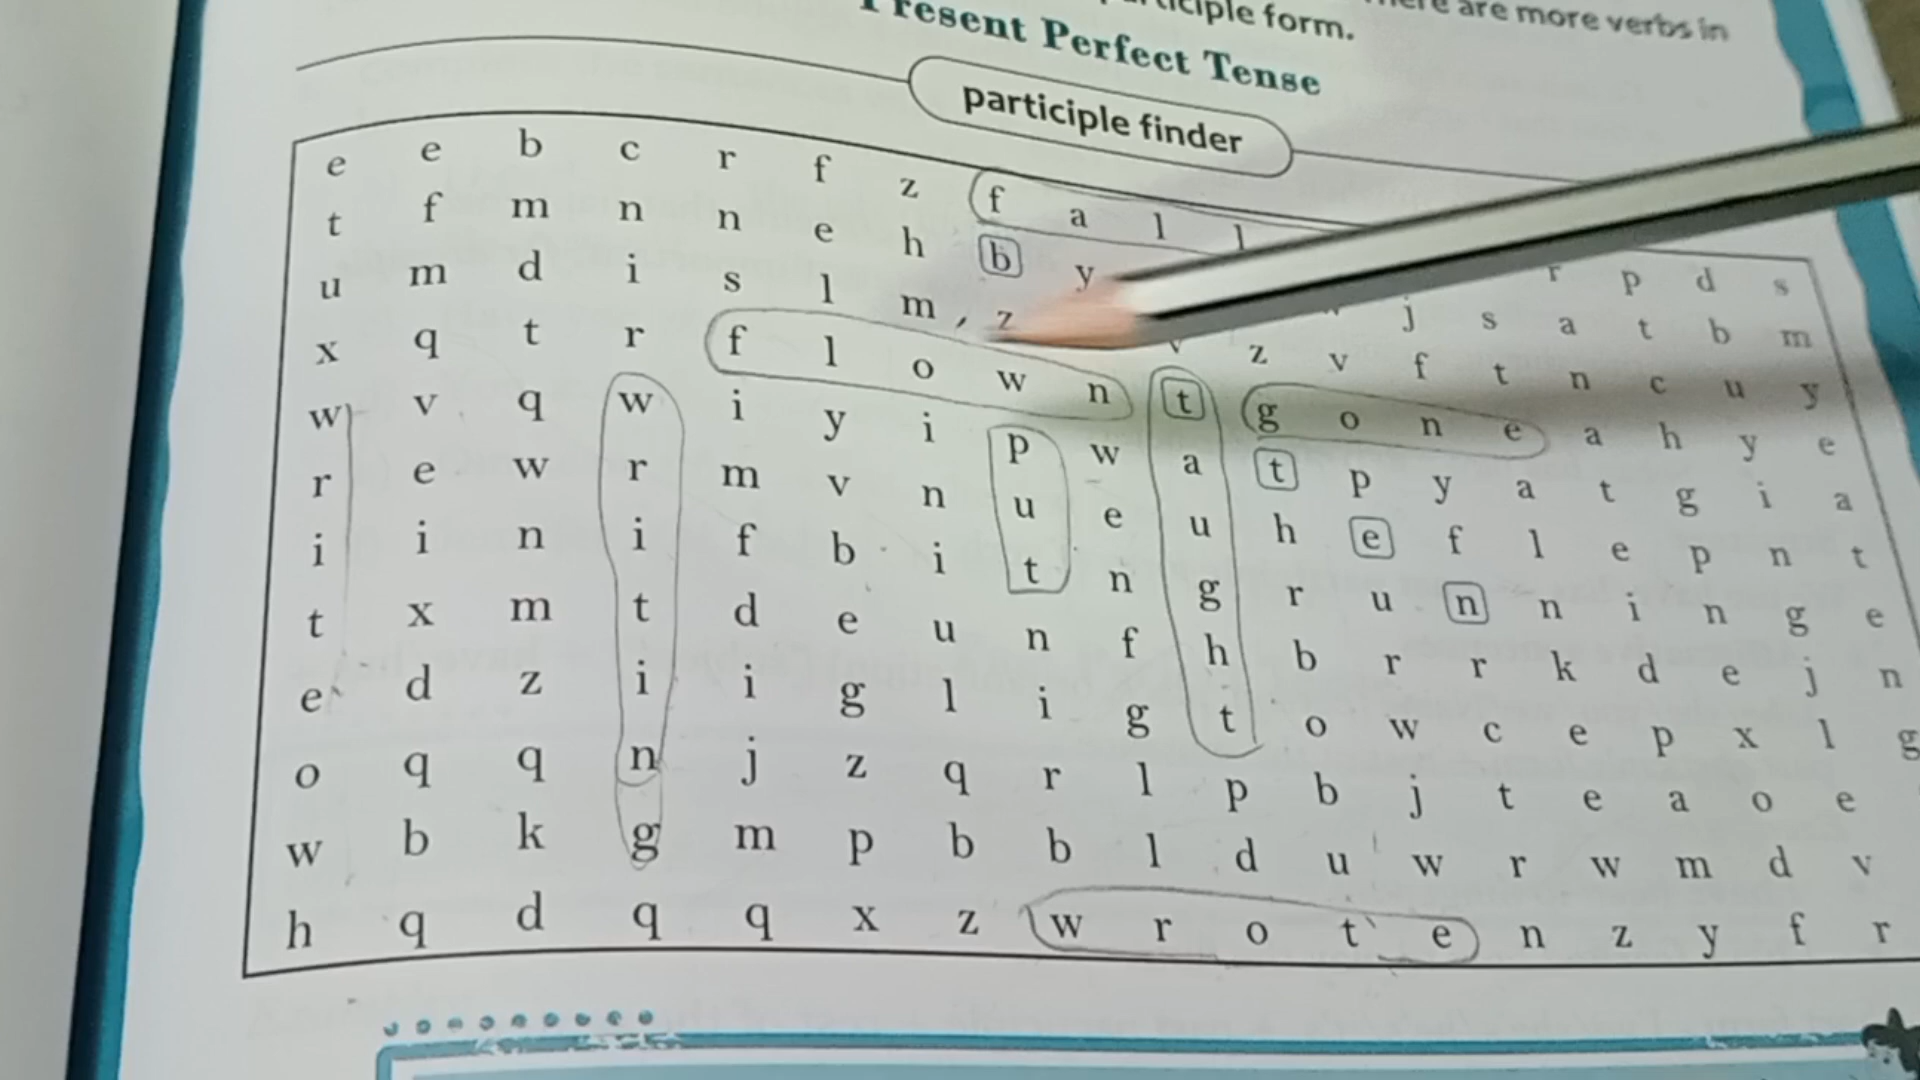 participle form.
are more verbs in
Present Perfect Tense
participle finder
e e b c r f z f a l l r p d s
t f m n n e h b y j s a t b m
u m d i s l m z v z v f t n c u y
x q t r f l o w n t g o n e a h y e
w v q w i y i p w a t p y a t g i a
r e w r m v n u e u h e f l e p n t
i i n i f b i t n g r u n n i n g e
t x m t d e u n f h b r r k d e j n
e d z i i g l i g t o w c e p x l g
o q q n j z q r l p b j t e a o e
w b k g m p b b l d u w r w m d v
h q d q q x z w r o t e n z y f r